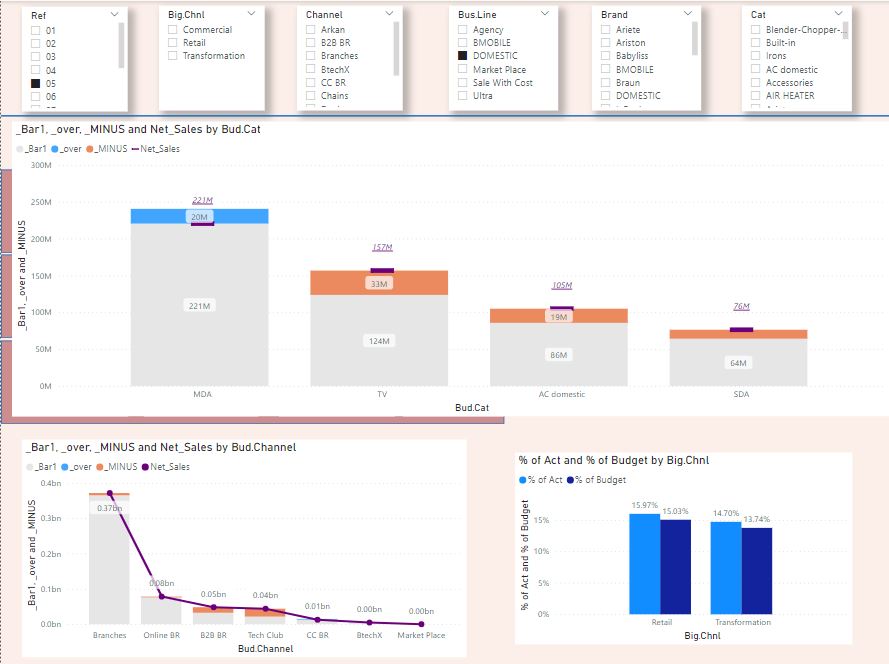 Ref
01
02
03
04
05
06
Big.Chnl
Commercial
Retail
Transformation
Channel
Arkan
B2B BR
Branches
BtechX
CC BR
Chains
Bus.Line
Agency
BMOBILE
DOMESTIC
Market Place
Sale With Cost
Ultra
Brand
Ariete
Ariston
Babyliss
BMOBILE
Braun
DOMESTIC
Cat
Blender-Chopper-...
Built-in
Irons
AC domestic
Accessories
AIR HEATER
_Bar1, _over, _MINUS and Net_Sales by Bud.Cat
_Bar1 _over _MINUS Net_Sales
300M
250M
200M
150M
100M
50M
0M
_Bar1, _over and _MINUS
221M
20M
221M
157M
33M
124M
105M
19M
86M
76M
64M
MDA TV AC domestic SDA
Bud.Cat
_Bar1, _over, _MINUS and Net_Sales by Bud.Channel
_Bar1 _over _MINUS Net_Sales
0.4bn
0.3bn
0.2bn
0.1bn
0.0bn
_Bar1, _over and _MINUS
0.37bn
0.08bn
0.05bn
0.04bn
0.01bn
0.00bn
0.00bn
Branches Online BR B2B BR Tech Club CC BR BtechX Market Place
Bud.Channel
% of Act and % of Budget by Big.Chnl
% of Act % of Budget
15%
10%
5%
0%
% of Act and % of Budget
15.97% 15.03% 14.70% 13.74%
Retail Transformation
Big.Chnl